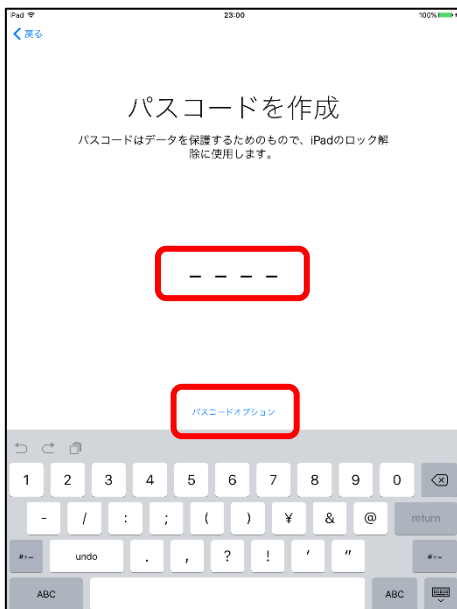 iPad 23:00 100%
戻る
パスコードを作成
パスコードはデータを保護するためのもので、iPadのロック解
除に使用します。
パスコードオプション
1 2 3 4 5 6 7 8 9 0
- / : ; ( ) ¥ & @ return
#+= undo . , ? ! ' " #+=
ABC ABC